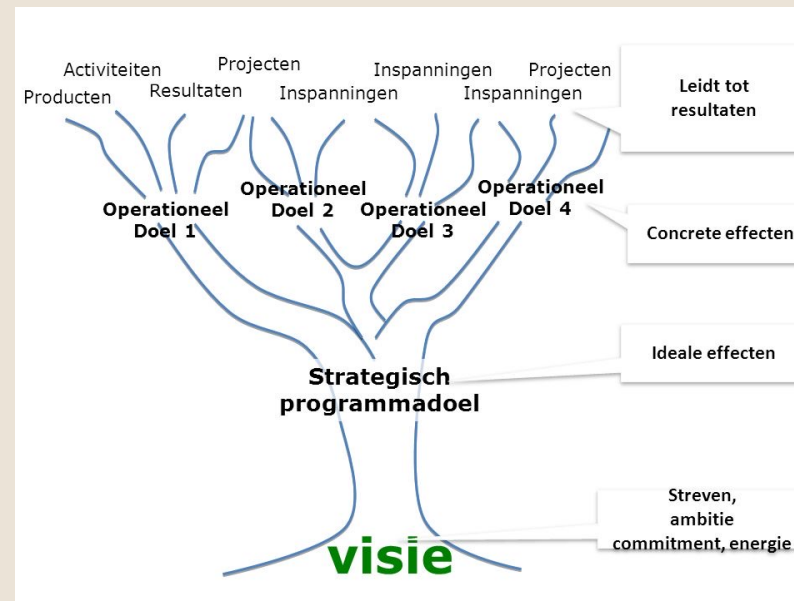 Activiteiten
Projecten
Inspanningen
Projecten
Producten
Resultaten
Inspanningen
Inspanningen
Leidt tot
resultaten
Operationeel
Doel 1
Operationeel
Doel 2
Operationeel
Doel 3
Operationeel
Doel 4
Concrete effecten
Strategisch
programmadoel
Ideale effecten
visie
Streven,
ambitie
commitment, energie